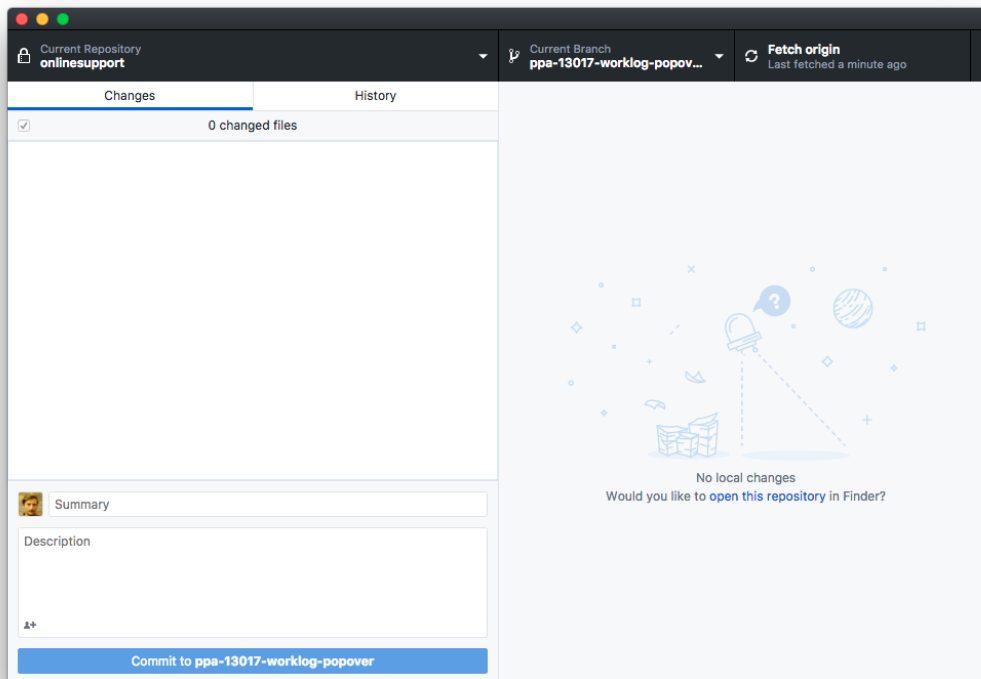 Current Repository
onlinesupport
Current Branch
ppa-13017-worklog-popov...
Fetch origin
Last fetched a minute ago
Changes
History
0 changed files
?
No local changes
Would you like to open this repository in Finder?
Summary
Description
Commit to ppa-13017-worklog-popover